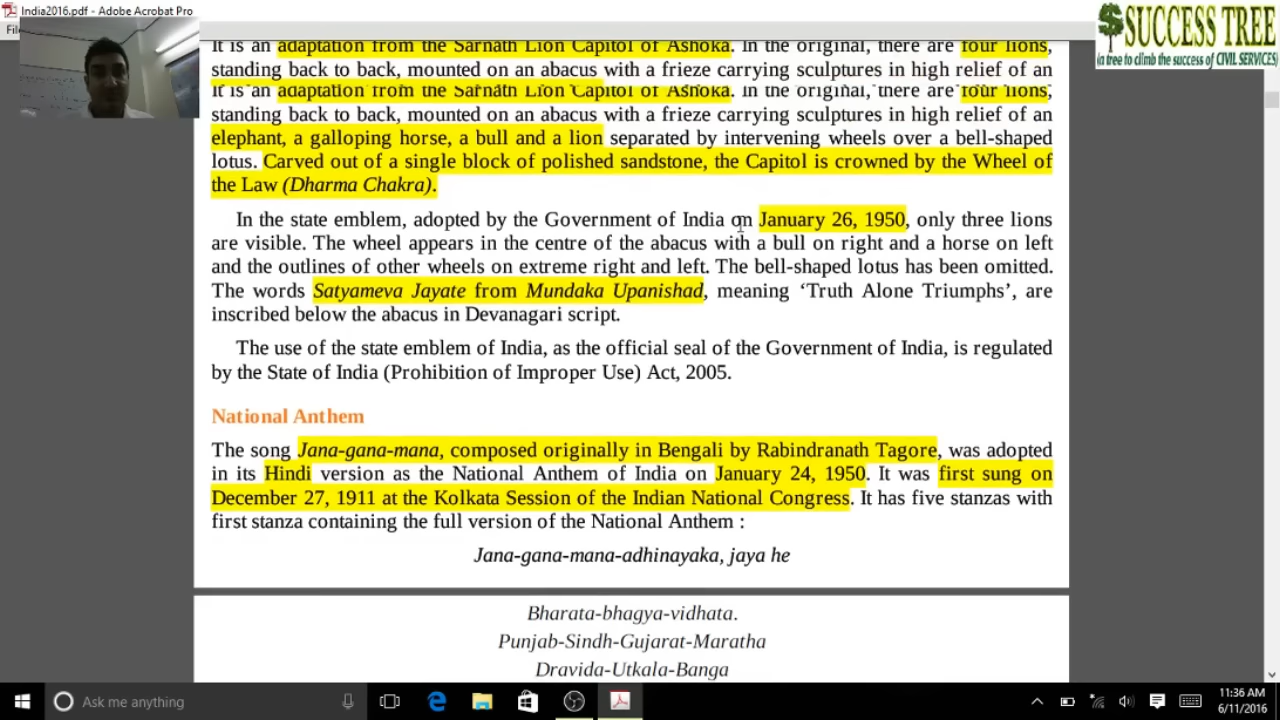 India2016.pdf - Adobe Acrobat Pro
SUCCESS TREE
(a tree to climb the success of CIVIL SERVICES)
It is an adaptation from the Sarnath Lion Capitol of Ashoka. In the original, there are four lions,
standing back to back, mounted on an abacus with a frieze carrying sculptures in high relief of an
It is an adaptation from the Sarnath Lion Capitol of Ashoka. In the original, there are four lions,
standing back to back, mounted on an abacus with a frieze carrying sculptures in high relief of an
elephant, a galloping horse, a bull and a lion separated by intervening wheels over a bell-shaped
lotus. Carved out of a single block of polished sandstone, the Capitol is crowned by the Wheel of
the Law (Dharma Chakra).
In the state emblem, adopted by the Government of India on January 26, 1950, only three lions
are visible. The wheel appears in the centre of the abacus with a bull on right and a horse on left
and the outlines of other wheels on extreme right and left. The bell-shaped lotus has been omitted.
The words Satyameva Jayate from Mundaka Upanishad, meaning ‘Truth Alone Triumphs’, are
inscribed below the abacus in Devanagari script.
The use of the state emblem of India, as the official seal of the Government of India, is regulated
by the State of India (Prohibition of Improper Use) Act, 2005.
National Anthem
The song Jana-gana-mana, composed originally in Bengali by Rabindranath Tagore, was adopted
in its Hindi version as the National Anthem of India on January 24, 1950. It was first sung on
December 27, 1911 at the Kolkata Session of the Indian National Congress. It has five stanzas with
first stanza containing the full version of the National Anthem :
Jana-gana-mana-adhinayaka, jaya he
Bharata-bhagya-vidhata.
Punjab-Sindh-Gujarat-Maratha
Dravida-Utkala-Banga
Ask me anything
11:36 AM
6/11/2016